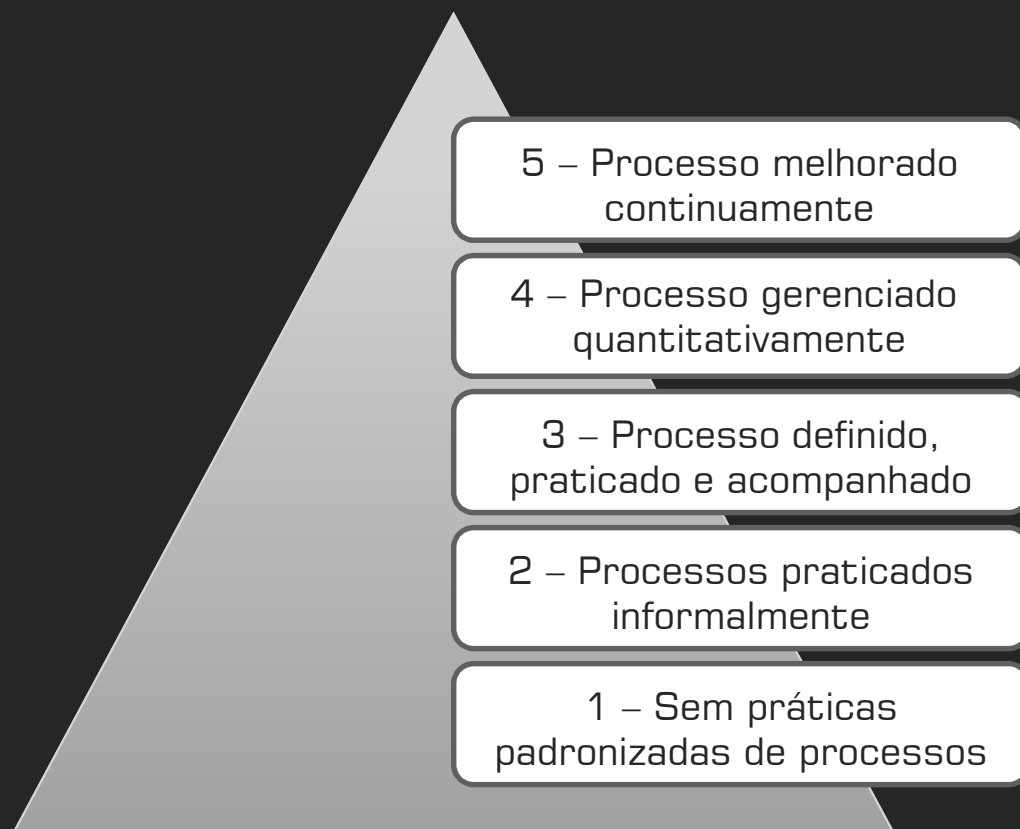 5 – Processo melhorado
continuamente
4 – Processo gerenciado
quantitativamente
3 – Processo definido,
praticado e acompanhado
2 – Processos praticados
informalmente
1 – Sem práticas
padronizadas de processos